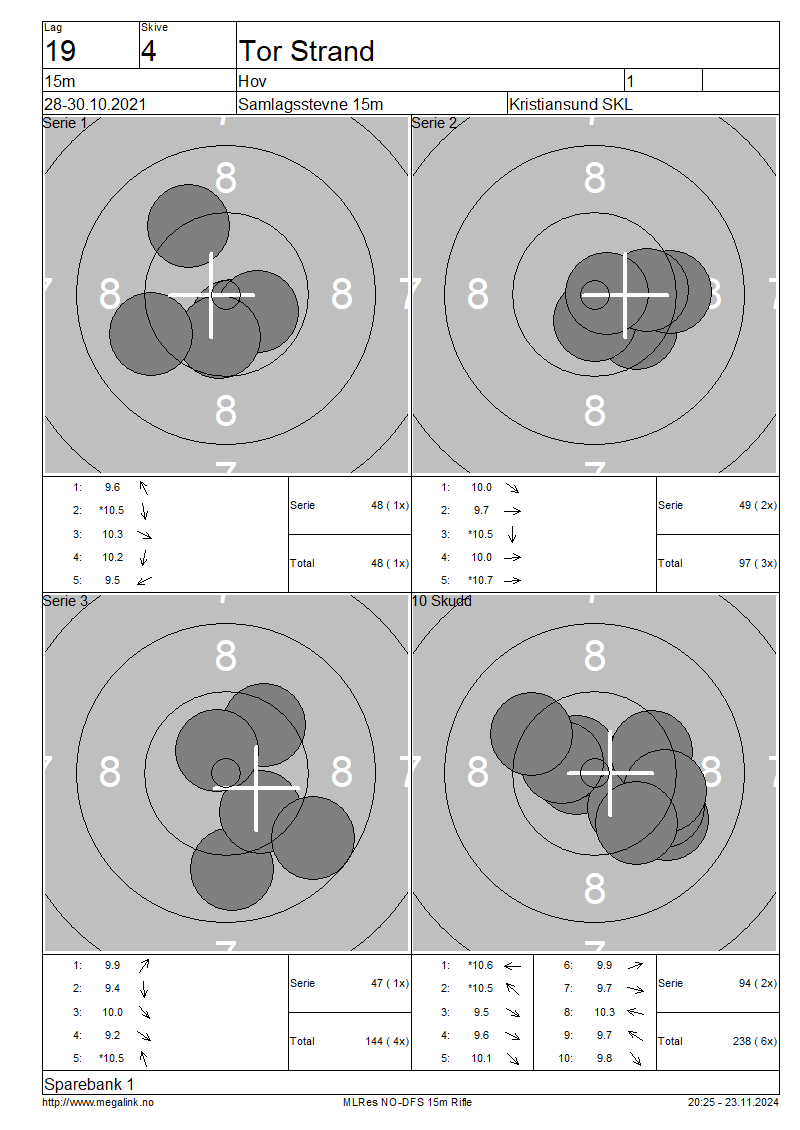 Lag Skive
19 4 Tor Strand
15m Hov 1
28-30.10.2021 Samlagsstevne 15m Kristiansund SKL
Serie 1
8
8 8 7
8
7
Serie 2
8
7 8 8 7
8
7
1: 9.6
2: *10.5
3: 10.3
4: 10.2
5: 9.5
Serie 48 ( 1x)
Total 48 ( 1x)
1: 10.0
2: 9.7
3: *10.5
4: 10.0
5: *10.7
Serie 49 ( 2x)
Total 97 ( 3x)
Serie 3
8
8 8 7
8
7
10 Skudd
8
7 8 8 7
8
7
1: 9.9
2: 9.4
3: 10.0
4: 9.2
5: *10.5
Serie 47 ( 1x)
Total 144 ( 4x)
1: *10.6 6: 9.9
2: *10.5 7: 9.7
3: 9.5 8: 10.3
4: 9.6 9: 9.7
5: 10.1 10: 9.8
Serie 94 ( 2x)
Total 238 ( 6x)
Sparebank 1
http://www.megalink.no MLRes NO-DFS 15m Rifle 20:25 - 23.11.2024